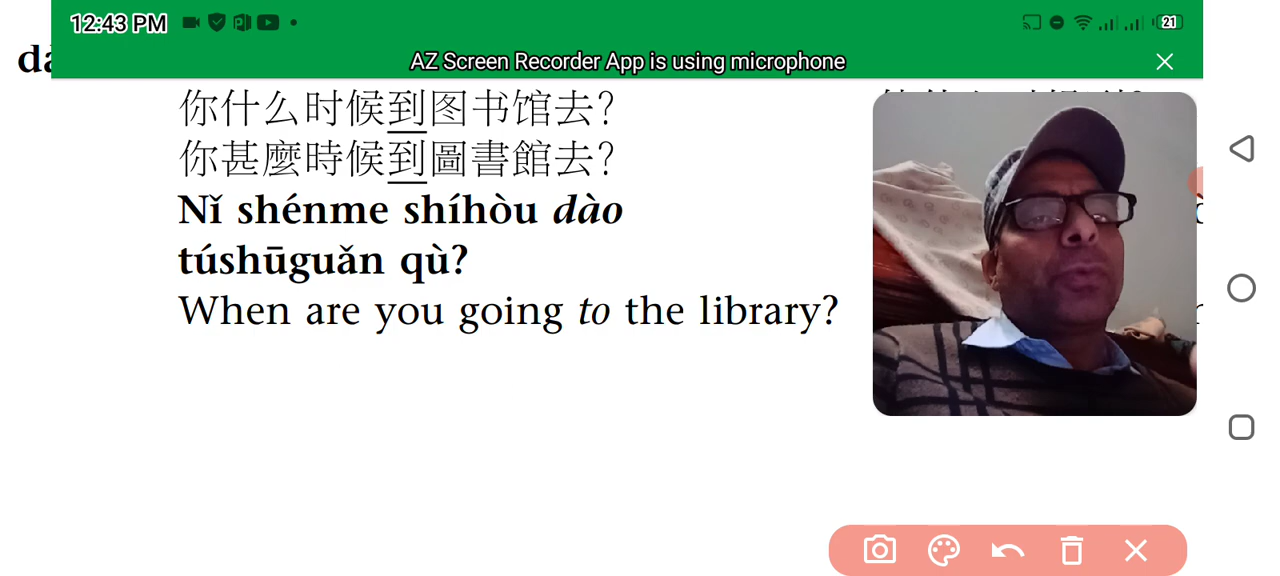 12:43 PM
21
AZ Screen Recorder App is using microphone
你什么时候到图书馆去?
你甚麼時候到圖書館去?
Nǐ shénme shíhòu dào
túshūguǎn qù?
When are you going to the library?